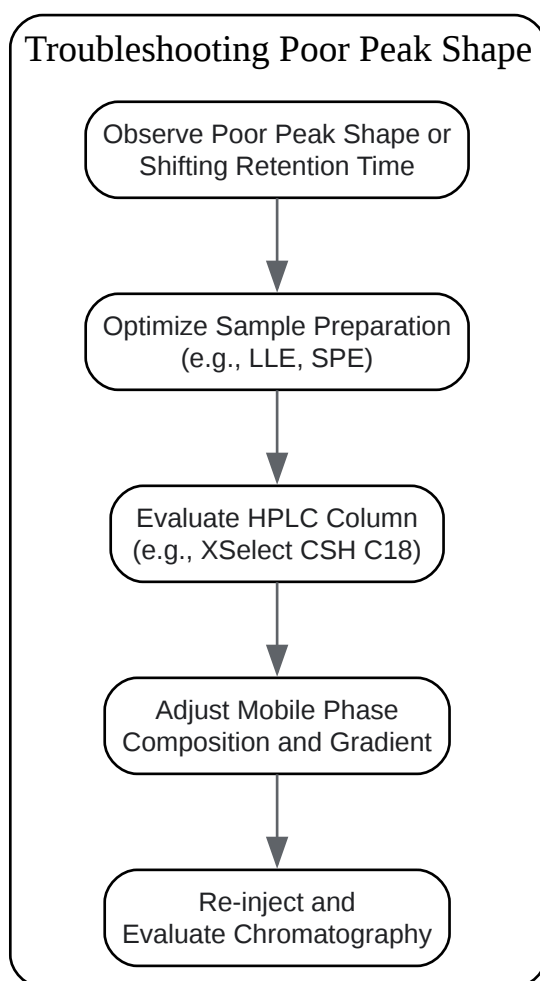 Troubleshooting Poor Peak Shape
Observe Poor Peak Shape or
Shifting Retention Time
Optimize Sample Preparation
(e.g., LLE, SPE)
Evaluate HPLC Column
(e.g., XSelect CSH C18)
Adjust Mobile Phase
Composition and Gradient
Re-inject and
Evaluate Chromatography